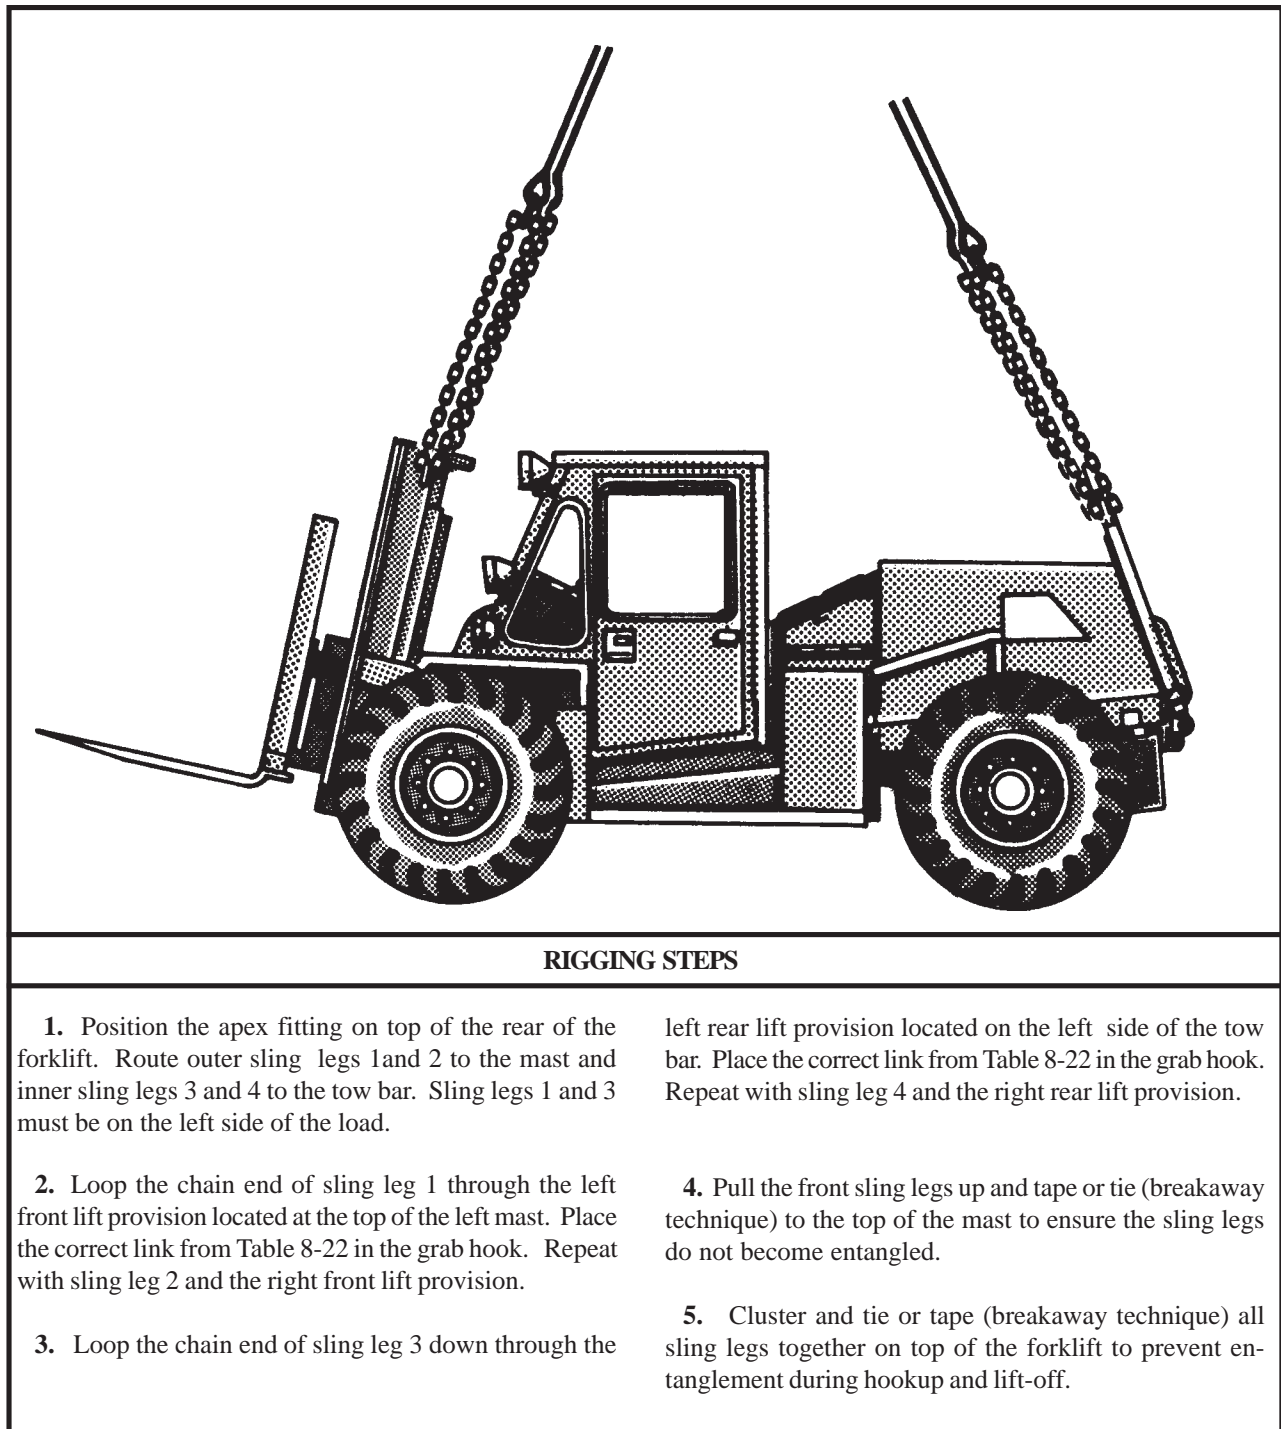 RIGGING STEPS
1. Position the apex fitting on top of the rear of the
forklift. Route outer sling legs 1and 2 to the mast and
inner sling legs 3 and 4 to the tow bar. Sling legs 1 and 3
must be on the left side of the load.
2. Loop the chain end of sling leg 1 through the left
front lift provision located at the top of the left mast. Place
the correct link from Table 8-22 in the grab hook. Repeat
with sling leg 2 and the right front lift provision.
3. Loop the chain end of sling leg 3 down through the
left rear lift provision located on the left side of the tow
bar. Place the correct link from Table 8-22 in the grab hook.
Repeat with sling leg 4 and the right rear lift provision.
4. Pull the front sling legs up and tape or tie (breakaway
technique) to the top of the mast to ensure the sling legs
do not become entangled.
5. Cluster and tie or tape (breakaway technique) all
sling legs together on top of the forklift to prevent en-
tanglement during hookup and lift-off.